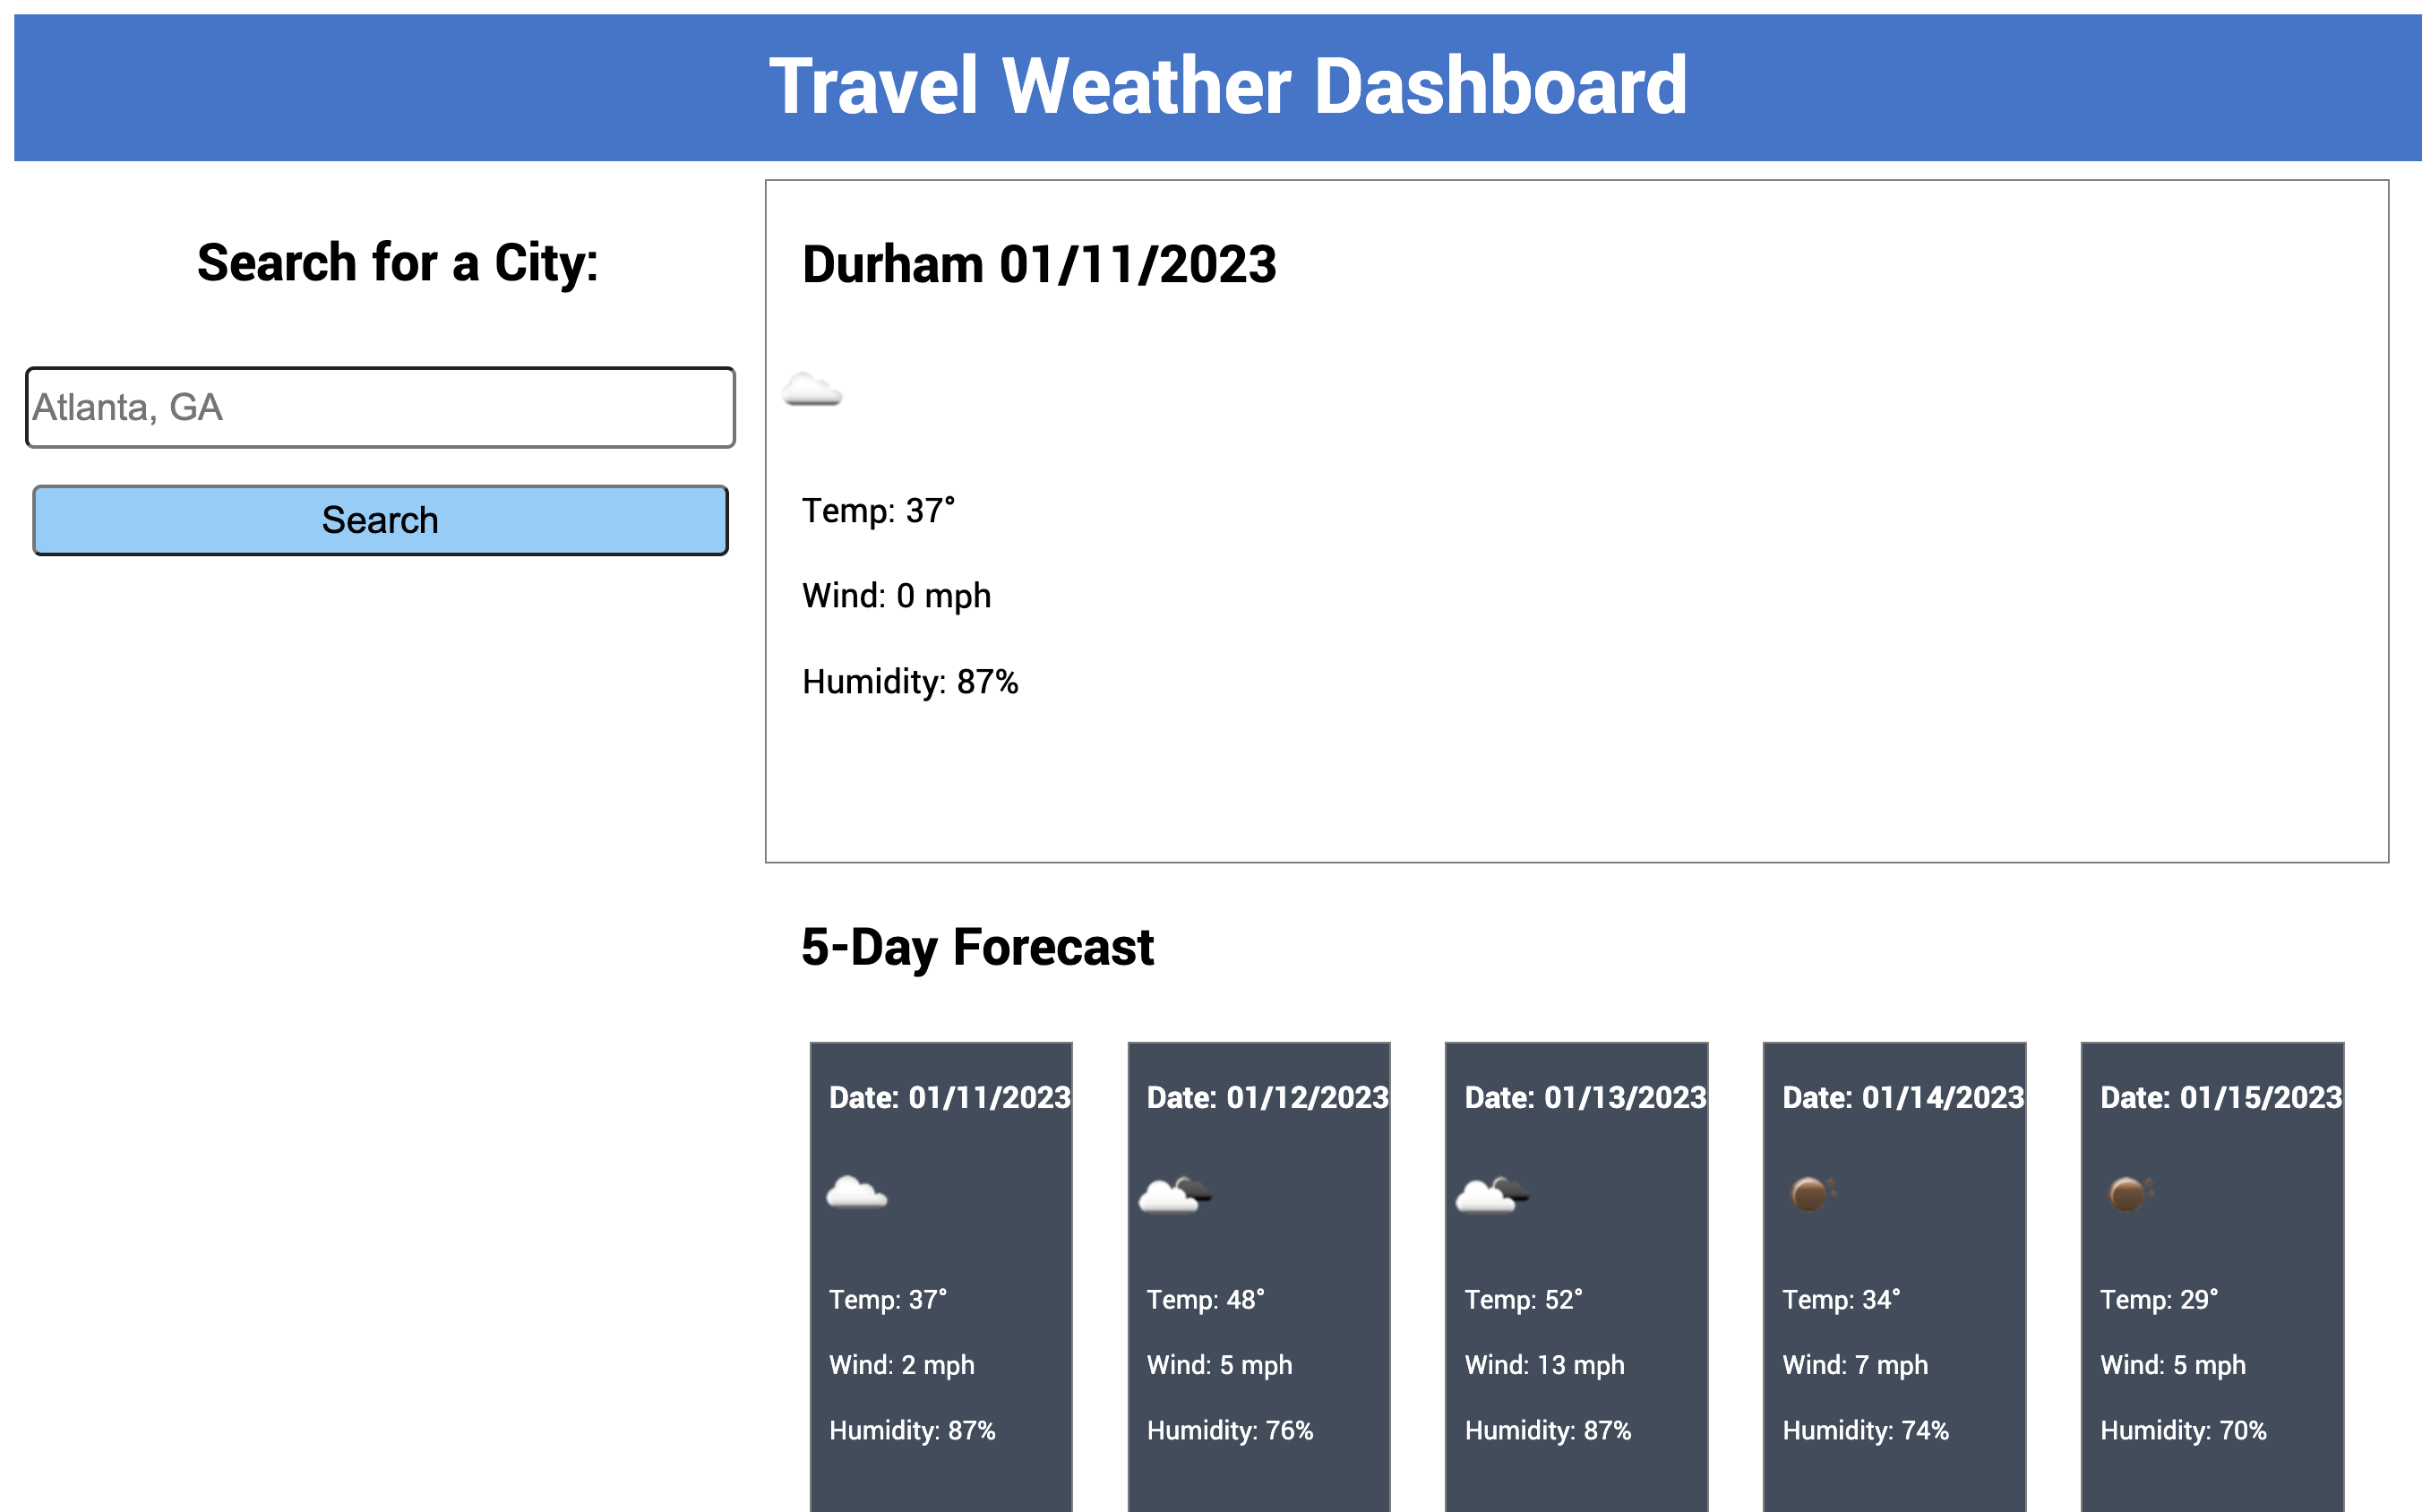 Travel Weather Dashboard
Search for a City:
Atlanta, GA
Search
Durham 01/11/2023
Temp: 37°
Wind: 0 mph
Humidity: 87%
5-Day Forecast
Date: 01/11/2023
Temp: 37°
Wind: 2 mph
Humidity: 87%
Date: 01/12/2023
Temp: 48°
Wind: 5 mph
Humidity: 76%
Date: 01/13/2023
Temp: 52°
Wind: 13 mph
Humidity: 87%
Date: 01/14/2023
Temp: 34°
Wind: 7 mph
Humidity: 74%
Date: 01/15/2023
Temp: 29°
Wind: 5 mph
Humidity: 70%